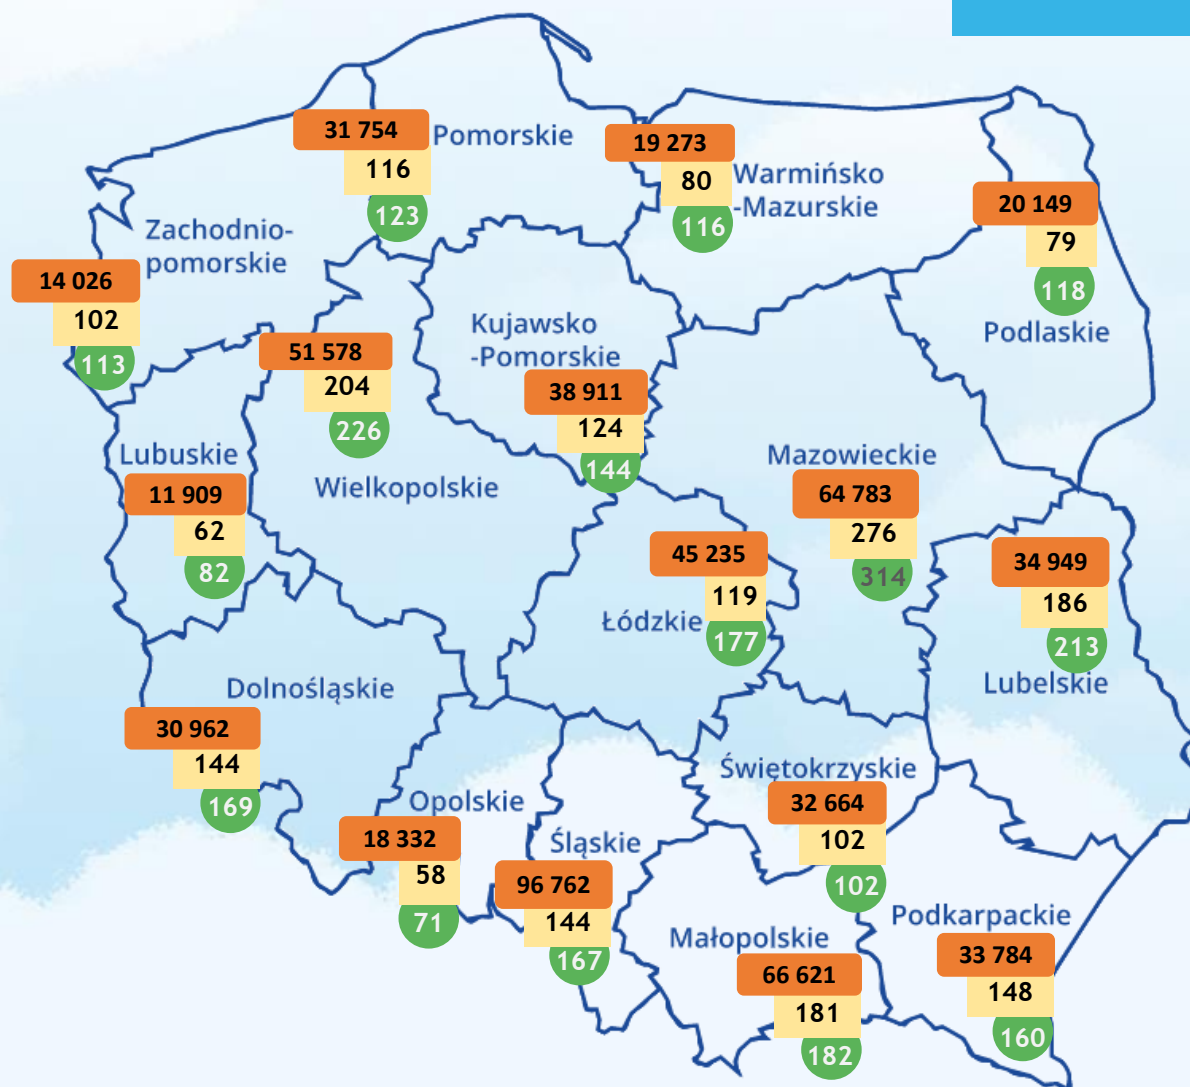 31 754
116
123
Pomorskie
19 273
80
116
Warmińsko
-Mazurskie
20 149
79
118
Podlaskie
Zachodnio-
pomorskie
14 026
102
113
51 578
204
226
Wielkopolskie
Kujawsko
-Pomorskie
38 911
124
144
Lubuskie
11 909
62
82
Mazowieckie
64 783
276
314
45 235
119
177
Łódzkie
34 949
186
213
Lubelskie
Dolnośląskie
30 962
144
169
Opolskie
18 332
58
71
Śląskie
96 762
144
167
Świętokrzyskie
32 664
102
102
Małopolskie
66 621
181
182
Podkarpackie
33 784
148
160